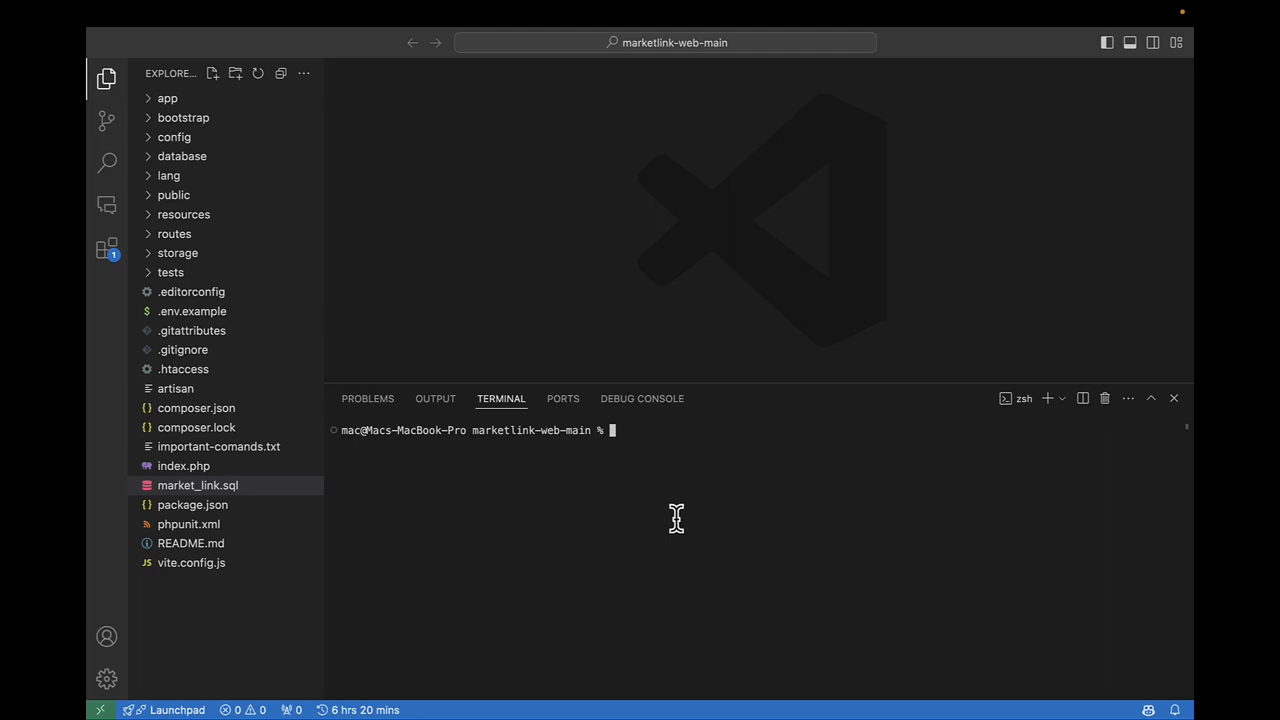 marketlink-web-main
EXPLORE...
app
bootstrap
config
database
lang
public
resources
routes
storage
tests
.editorconfig
.env.example
.gitattributes
.gitignore
.htaccess
artisan
composer.json
composer.lock
important-comands.txt
index.php
market_link.sql
package.json
phpunit.xml
README.md
vite.config.js
1
PROBLEMS OUTPUT TERMINAL PORTS DEBUG CONSOLE
zsh
mac@Macs-MacBook-Pro marketlink-web-main %
Launchpad 0 0 0 6 hrs 20 mins